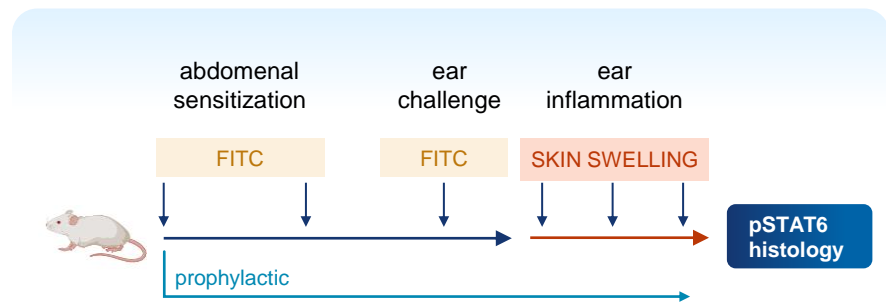 abdomenal
sensitization
ear
challenge
ear
inflammation
FITC
FITC
SKIN SWELLING
pSTAT6
histology
prophylactic